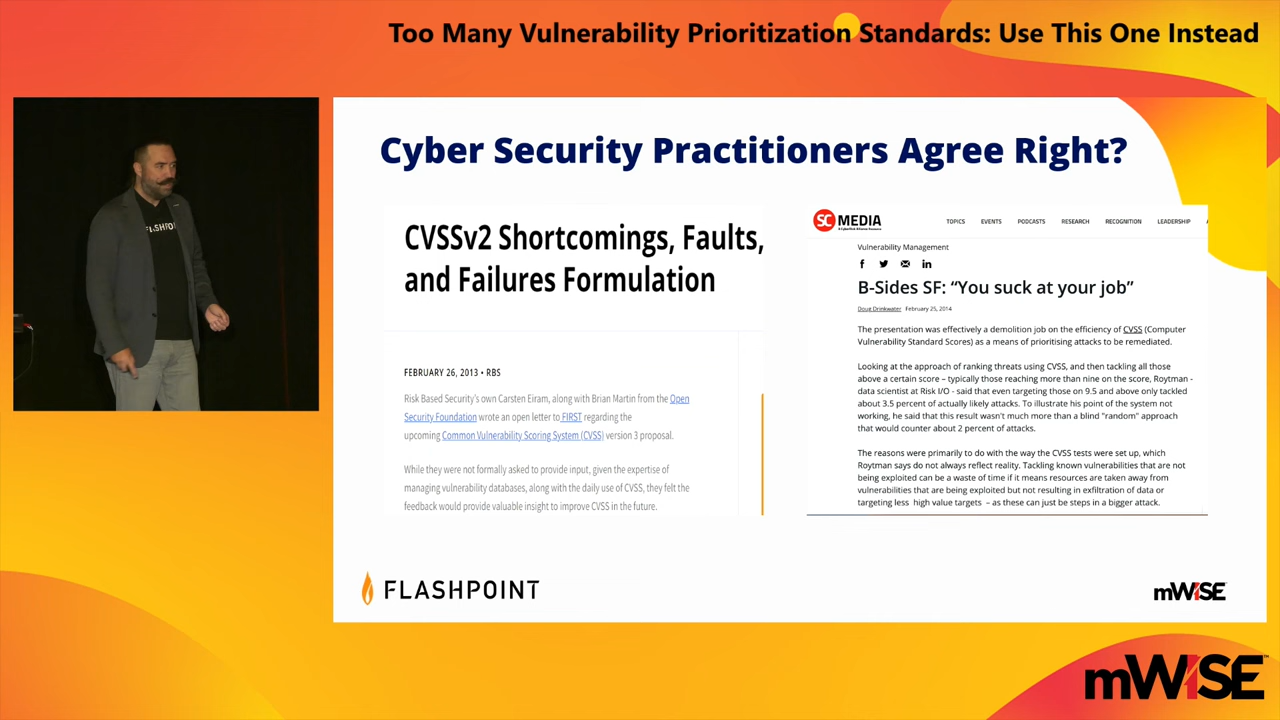 Too Many Vulnerability Prioritization Standards: Use This One Instead
FLASHPOI
Cyber Security Practitioners Agree Right?
CVSSv2 Shortcomings, Faults,
and Failures Formulation
FEBRUARY 26, 2013 • RBS
Risk Based Security's own Carsten Eiram, along with Brian Martin from the Open
Security Foundation wrote an open letter to FIRST regarding the
upcoming Common Vulnerability Scoring System (CVSS) version 3 proposal.
While they were not formally asked to provide input, given the expertise of
managing vulnerability databases, along with the daily use of CVSS, they felt the
feedback would provide valuable insight to improve CVSS in the future.
SC MEDIA
A CyberRisk Alliance Resource
TOPICS EVENTS PODCASTS RESEARCH RECOGNITION LEADERSHIP
Vulnerability Management
B-Sides SF: “You suck at your job”
Doug Drinkwater February 25, 2014
The presentation was effectively a demolition job on the efficiency of CVSS (Computer
Vulnerability Standard Scores) as a means of prioritising attacks to be remediated.
Looking at the approach of ranking threats using CVSS, and then tackling all those
above a certain score – typically those reaching more than nine on the score, Roytman -
data scientist at Risk I/O - said that even targeting those on 9.5 and above only tackled
about 3.5 percent of actually likely attacks. To illustrate his point of the system not
working, he said that this result wasn't much more than a blind "random" approach
that would counter about 2 percent of attacks.
The reasons were primarily to do with the way the CVSS tests were set up, which
Roytman says do not always reflect reality. Tackling known vulnerabilities that are not
being exploited can be a waste of time if it means resources are taken away from
vulnerabilities that are being exploited but not resulting in exfiltration of data or
targeting less high value targets – as these can just be steps in a bigger attack.
FLASHPOINT
mWISE
mWISE™